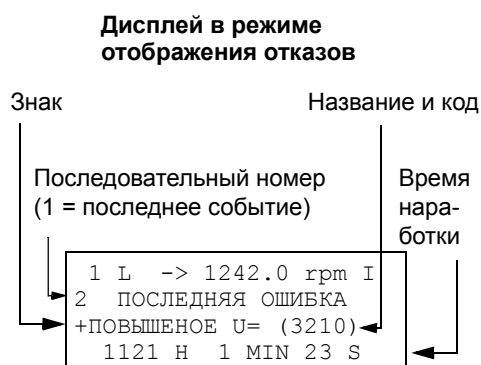 Дисплей в режиме
отображения отказов
Знак
Название и код
Последовательный номер
(1 = последнее событие)
Время
нара-
ботки
1 L -> 1242.0 rpm I
2 ПОСЛЕДНЯЯ ОШИБКА
+ПОВЫШЕНОЕ U= (3210)
1121 H 1 MIN 23 S